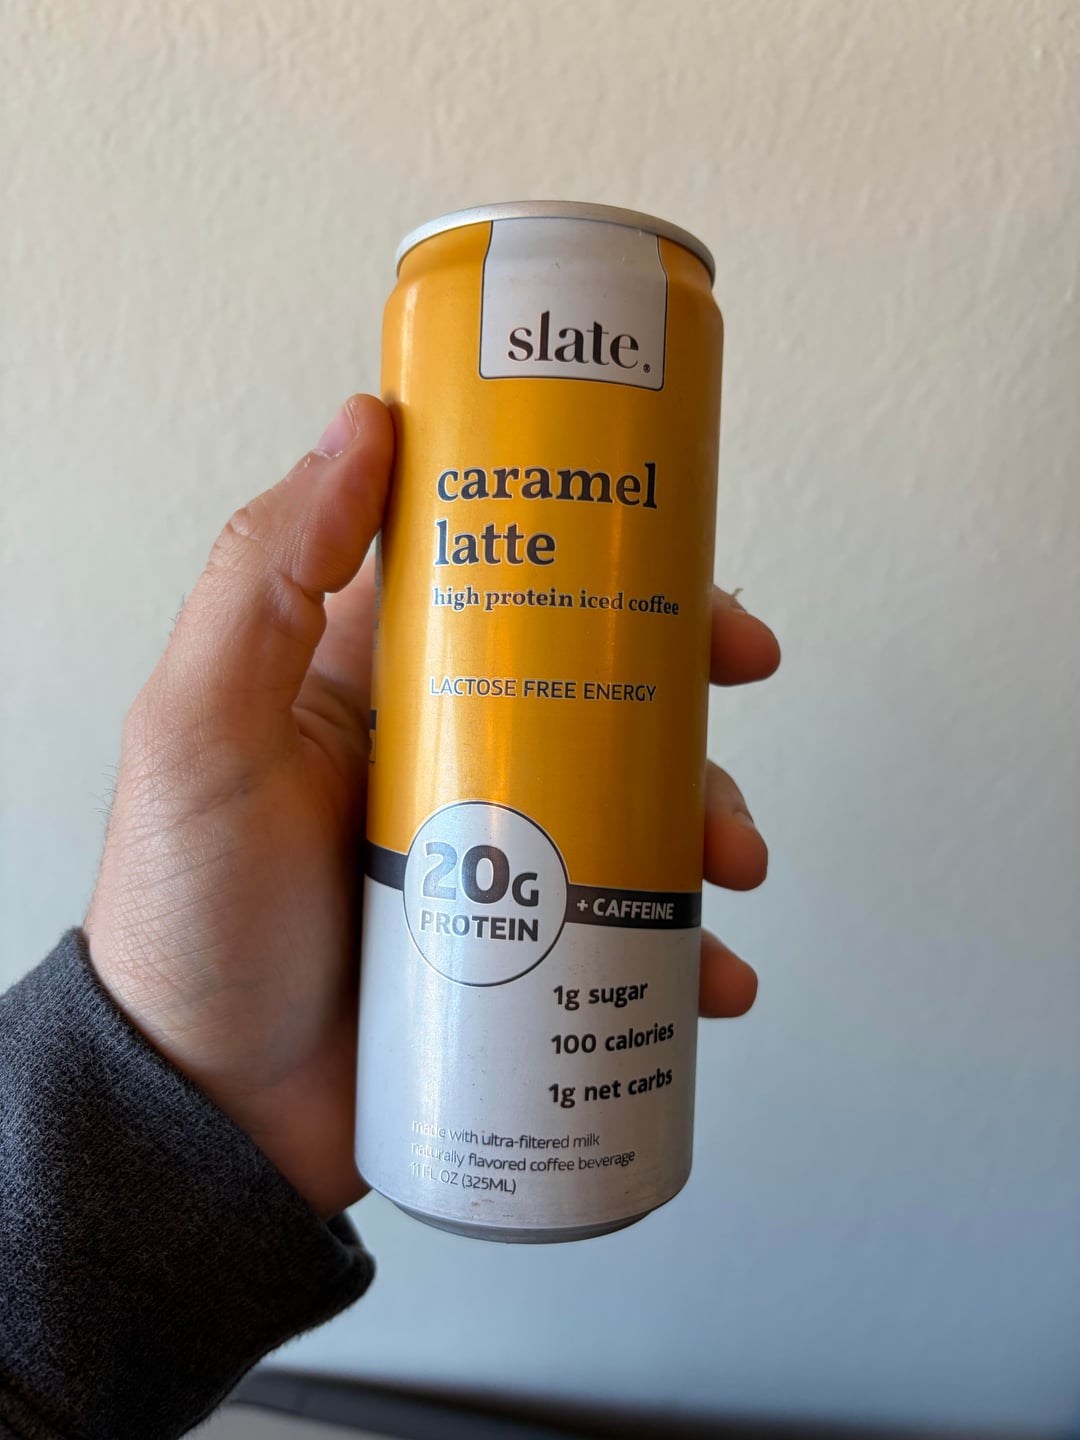 slate.®
caramel
latte
high protein iced coffee
LACTOSE FREE ENERGY
20G
PROTEIN
+ CAFFEINE
1g sugar
100 calories
1g net carbs
made with ultra-filtered milk
naturally flavored coffee beverage
11 FL OZ (325ML)